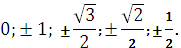 0; ± 1; ±√3/2; ±√2/2; ±1/2.